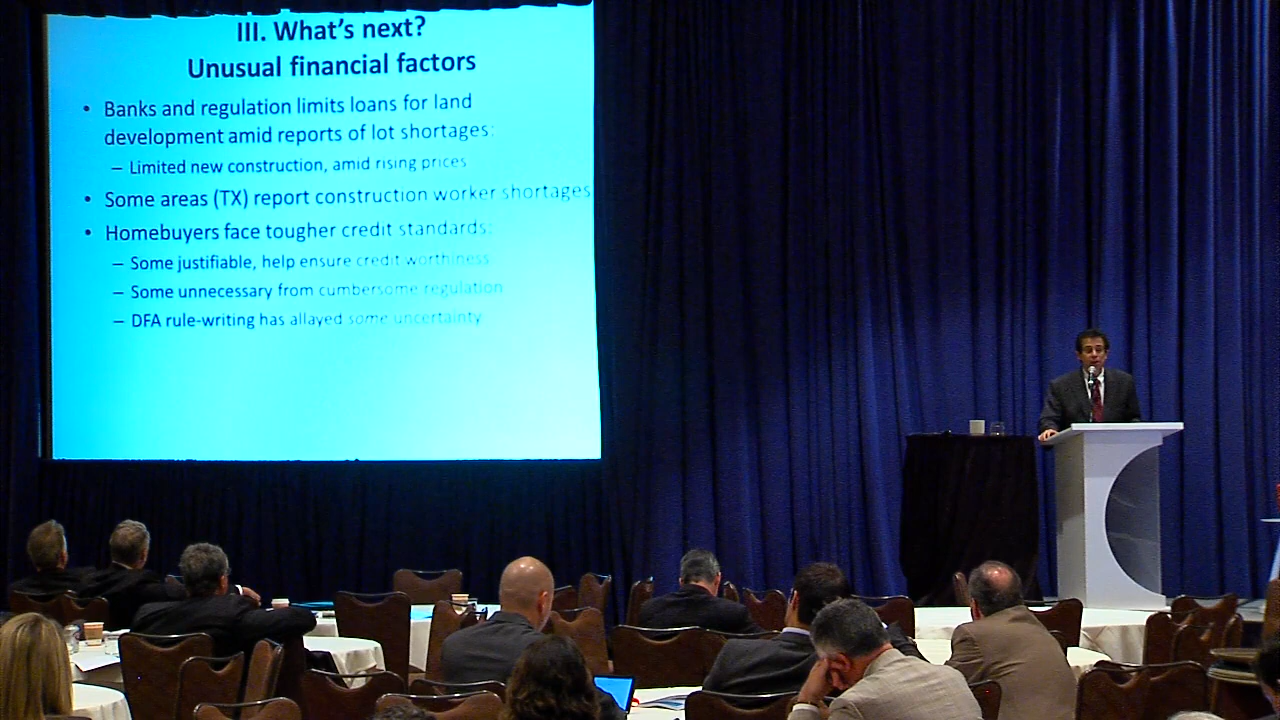 III. What's next?
Unusual financial factors
• Banks and regulation limits loans for land
development amid reports of lot shortages:
– Limited new construction, amid rising prices
• Some areas (TX) report construction worker shortages
• Homebuyers face tougher credit standards:
– Some justifiable, help ensure credit worthiness
– Some unnecessary from cumbersome regulation
– DFA rule-writing has allayed some uncertainty